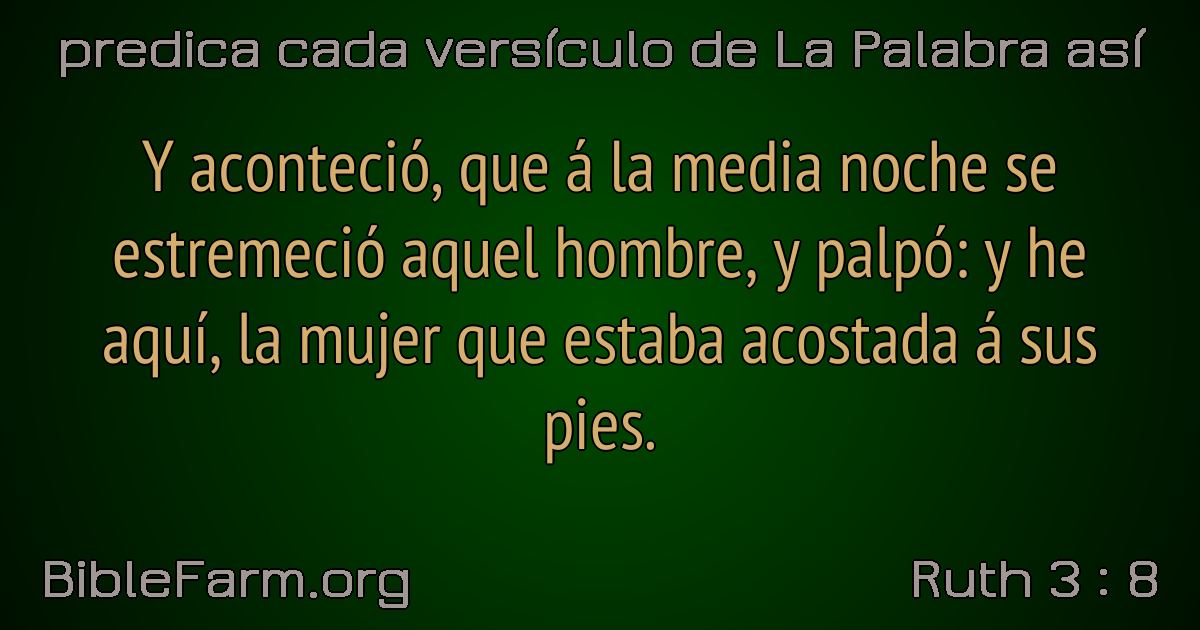 predica cada versículo de La Palabra así
Y aconteció, que á la media noche se
estremeció aquel hombre, y palpó: y he
aquí, la mujer que estaba acostada á sus
pies.
BibleFarm.org
Ruth 3 : 8